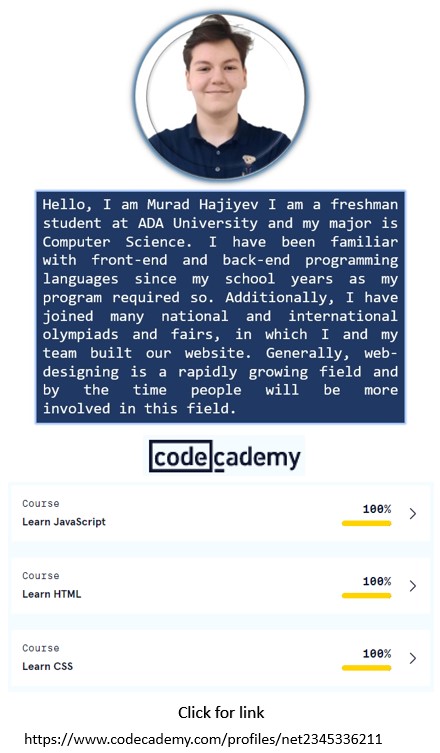 Hello, I am Murad Hajiyev I am a freshman
student at ADA University and my major is
Computer Science. I have been familiar
with front-end and back-end programming
languages since my school years as my
program required so. Additionally, I have
joined many national and international
olympiads and fairs, in which I and my
team built our website. Generally, web-
designing is a rapidly growing field and
by the time people will be more
involved in this field.
codecademy
Course
Learn JavaScript
100%
Course
Learn HTML
100%
Course
Learn CSS
100%
Click for link
https://www.codecademy.com/profiles/net2345336211